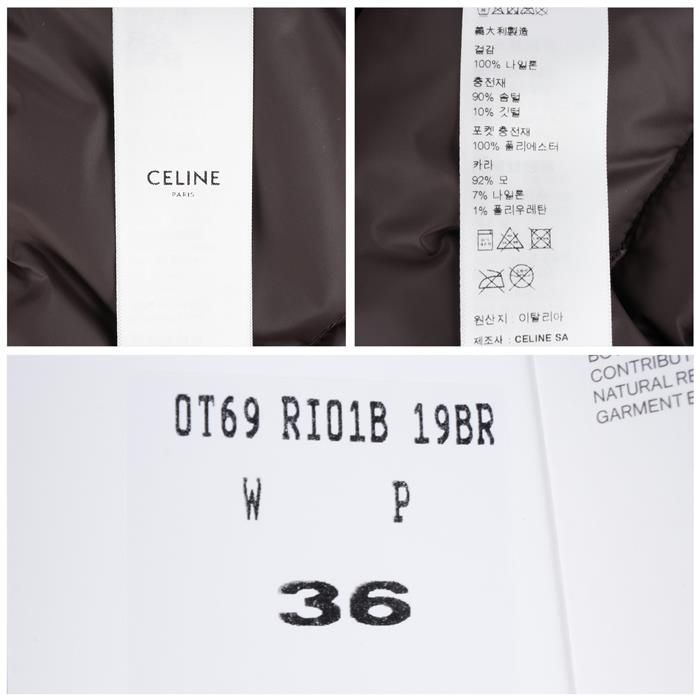 CELINE
PARIS
義大利製造
겉감
100% 나일론
충전재
90% 솜털
10% 깃털
포켓 충전재
100% 폴리에스터
카라
92% 모
7% 나일론
1% 폴리우레탄
원산지 : 이탈리아
제조사 : CELINE SA
OT69 RI01B 19BR
W P
36
CONTRIBUT
NATURAL RE
GARMENT E